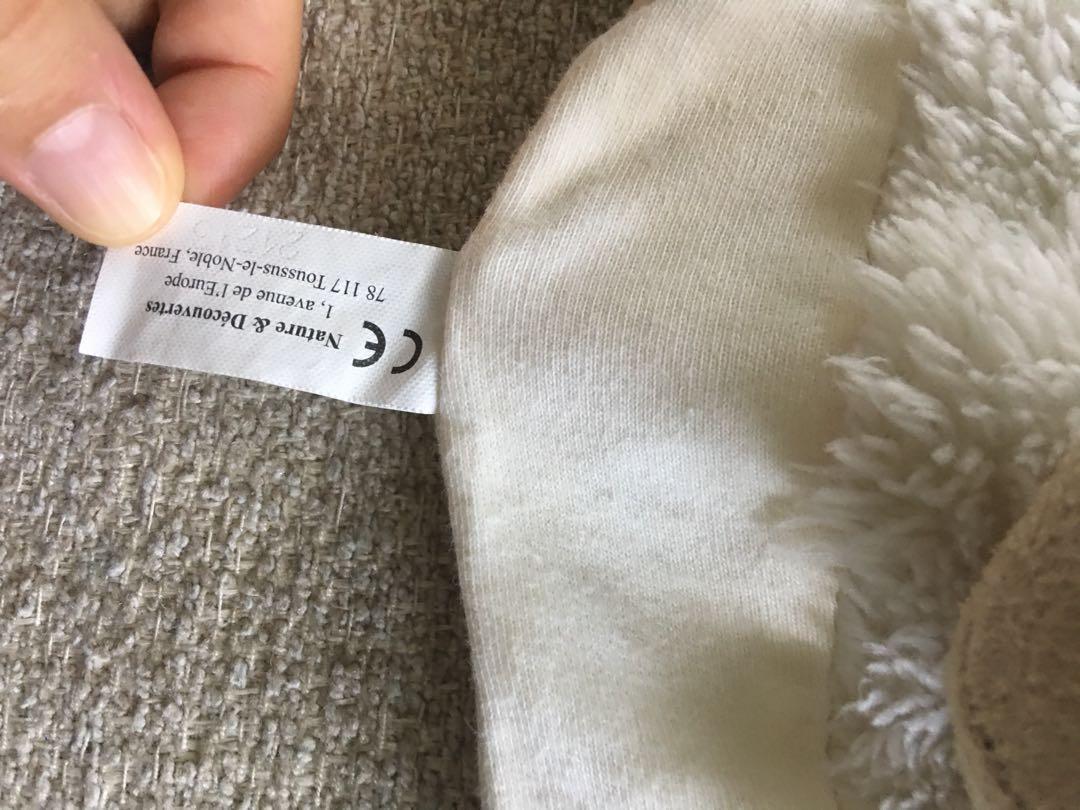 CE
Nature & Découvertes
1, avenue de l'Europe
78 117 Toussus-le-Noble, France